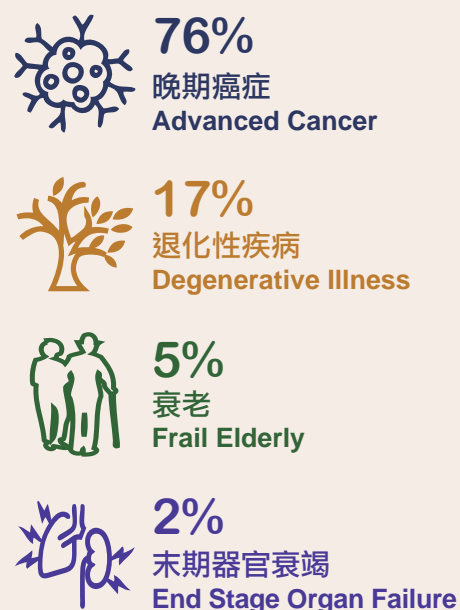 76%
晚期癌症
Advanced Cancer
17%
退化性疾病
Degenerative Illness
5%
衰老
Frail Elderly
2%
末期器官衰竭
End Stage Organ Failure